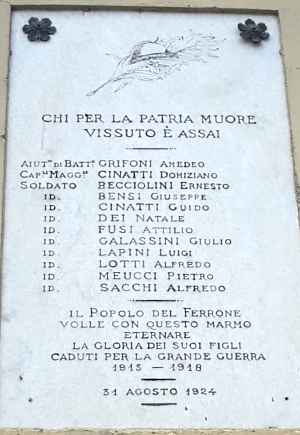 CHI PER LA PATRIA MUORE
VISSUTO È ASSAI
AIUT.e DI BATT.e GRIFONI AMEDEO
CAP.le MAGG.re CINATTI DOMIZIANO
SOLDATO BECCIOLINI ERNESTO
ID. BENSI GIUSEPPE
ID. CINATTI GUIDO
ID. DEI NATALE
ID. FUSI ATTILIO
ID. GALASSINI GIULIO
ID. LAPINI LUIGI
ID. LOTTI ALFREDO
ID. MEUCCI PIETRO
ID. SACCHI ALFREDO
IL POPOLO DEL FERRONE
VOLLE CON QUESTO MARMO
ETERNARE
LA GLORIA DEI SUOI FIGLI
CADUTI PER LA GRANDE GUERRA
1915 — 1918
31 AGOSTO 1924